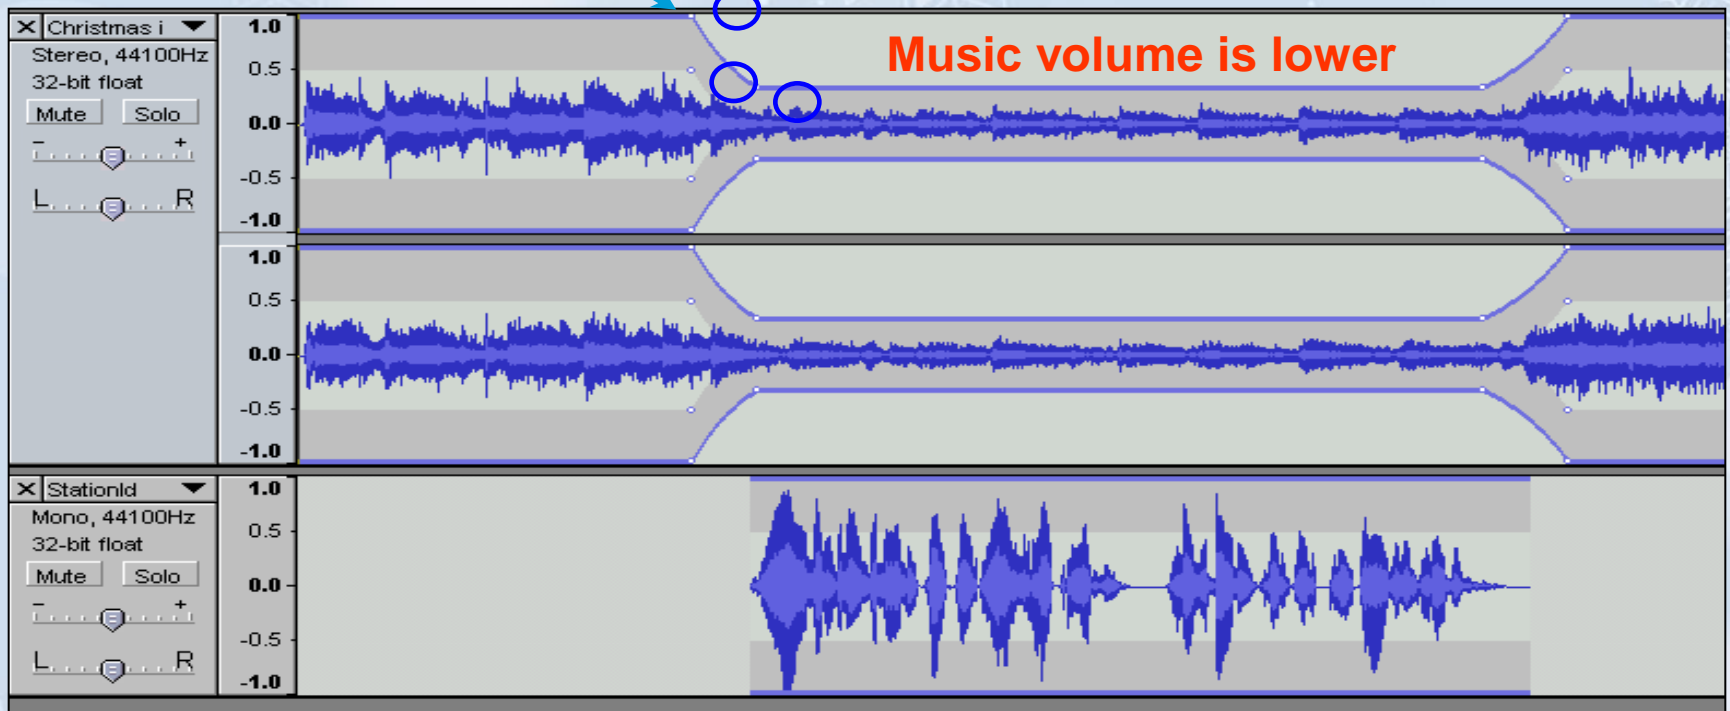 Christmas i
Stereo, 44100Hz
32-bit float
Mute Solo
- +
L R
1.0
0.5
0.0
-0.5
-1.0
1.0
0.5
0.0
-0.5
-1.0
Music volume is lower
StationId
Mono, 44100Hz
32-bit float
Mute Solo
- +
L R
1.0
0.5
0.0
-0.5
-1.0